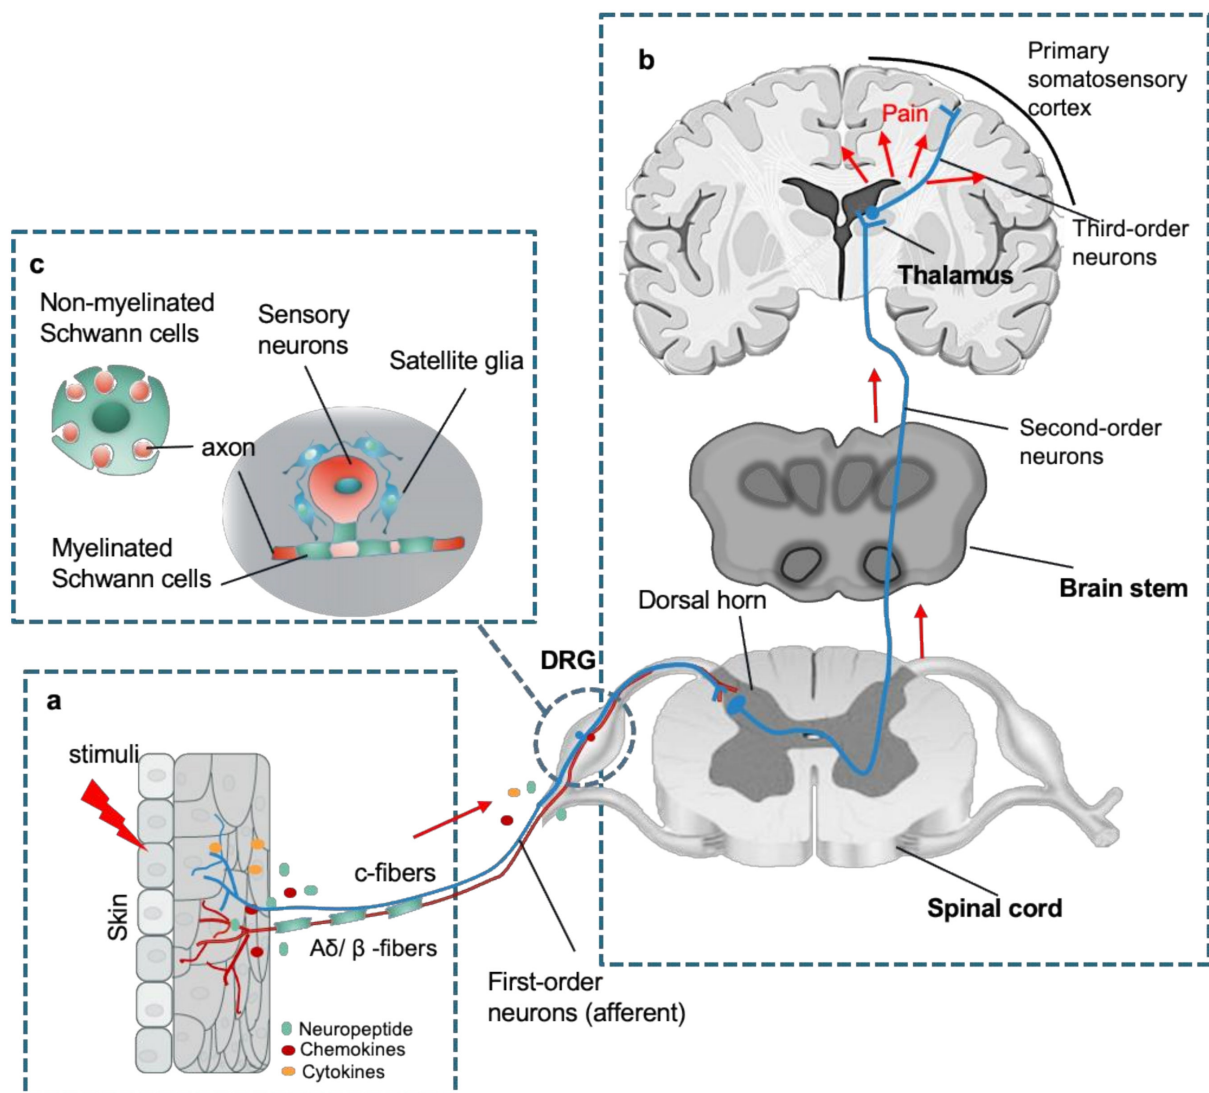 b
Primary
somatosensory
cortex
Pain
Third-order
neurons
Thalamus
Second-order
neurons
Brain stem
Dorsal horn
Spinal cord
c
Non-myelinated
Schwann cells
Sensory
neurons
Satellite glia
axon
Myelinated
Schwann cells
DRG
a
stimuli
Skin
c-fibers
Aδ/ β -fibers
First-order
neurons (afferent)
Neuropeptide
Chemokines
Cytokines